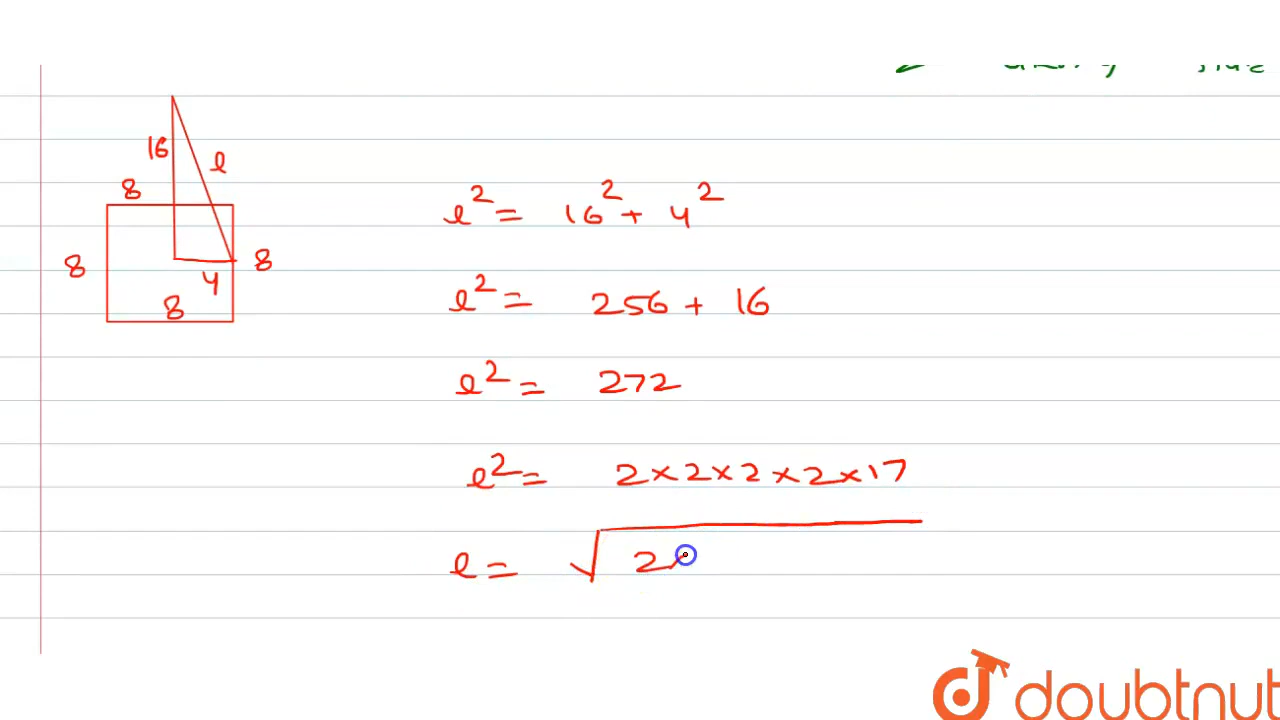 16
l
8
8
8
4
8
l² = 16² + 4²
l² = 256 + 16
l² = 272
l² = 2×2×2×2×17
l = √2
doubtnut